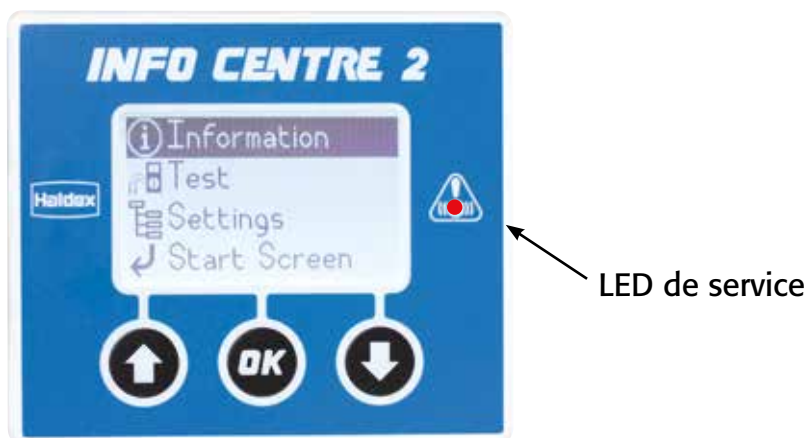 INFO CENTRE 2
Information
Test
Settings
Start Screen
Haldex
OK
LED de service